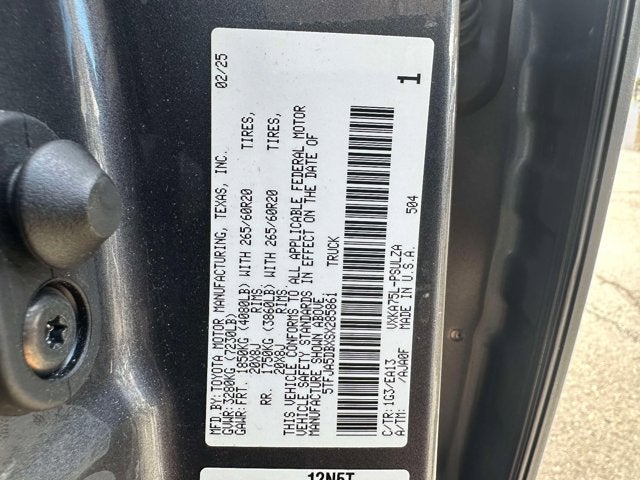 MFD.BY: TOYOTA MOTOR MANUFACTURING, TEXAS, INC. 02/25
GVWR: 3280KG (7230LB)
GAWR: FRT. 1850KG (4080LB) WITH 265/60R20 TIRES,
20X8J RIMS.
RR. 1750KG (3860LB) WITH 265/60R20 TIRES,
20X8J RIMS.
THIS VEHICLE CONFORMS TO ALL APPLICABLE FEDERAL MOTOR
VEHICLE SAFETY STANDARDS IN EFFECT ON THE DATE OF
MANUFACTURE SHOWN ABOVE.
5TFJA5DBXSX285861 TRUCK
C/TR: 1G3/EA13 VXKA75L-PSULZA
A/TM: /AJA0F MADE IN U.S.A. 504
1
12N5T